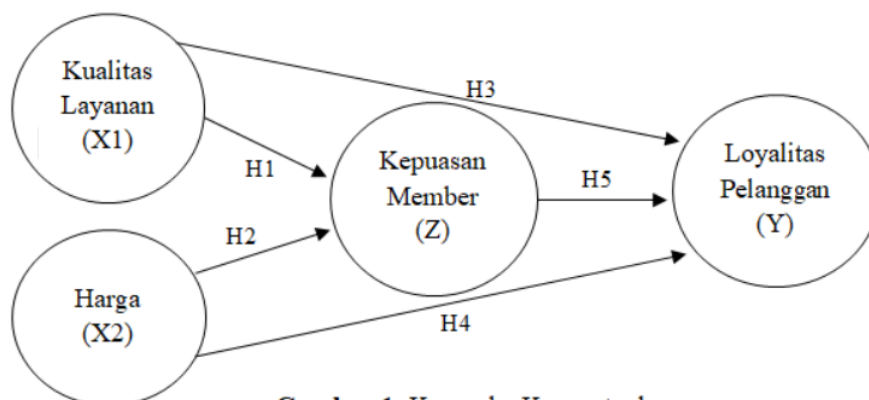 Kualitas
Layanan
(X1)
H3
H1
Kepuasan
Member
(Z)
H5
Loyalitas
Pelanggan
(Y)
H2
Harga
(X2)
H4